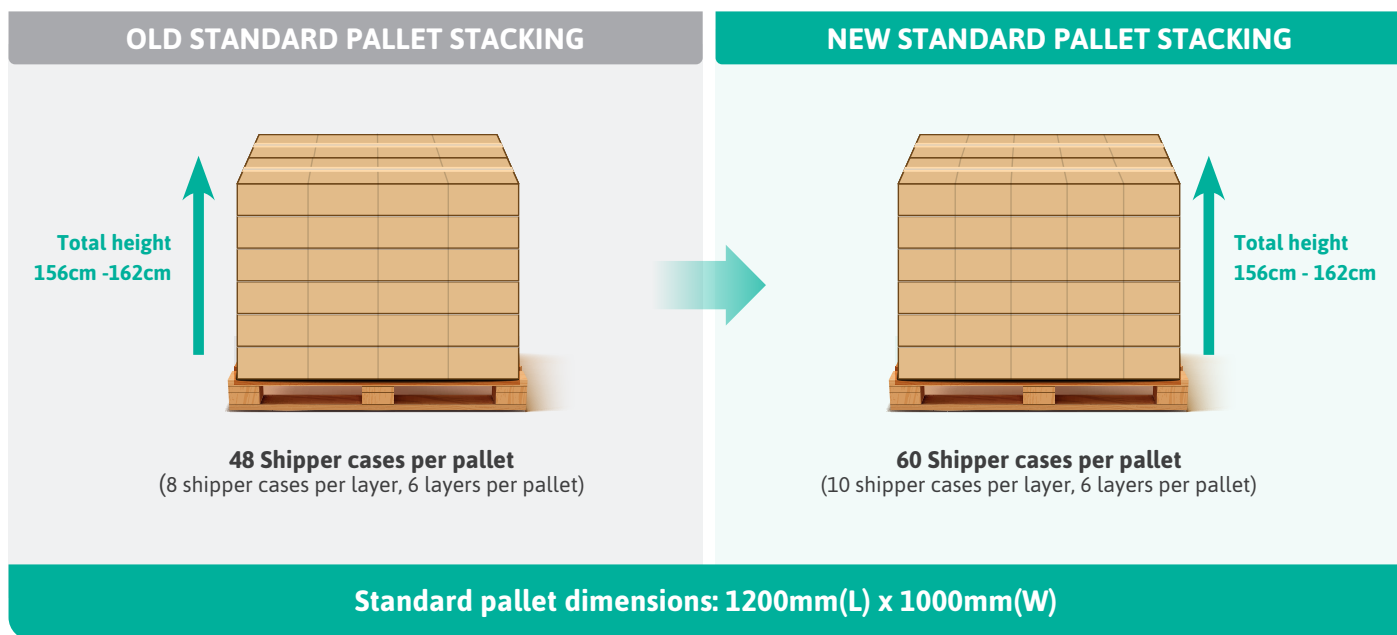 OLD STANDARD PALLET STACKING
Total height
156cm -162cm
48 Shipper cases per pallet
(8 shipper cases per layer, 6 layers per pallet)
NEW STANDARD PALLET STACKING
Total height
156cm - 162cm
60 Shipper cases per pallet
(10 shipper cases per layer, 6 layers per pallet)
Standard pallet dimensions: 1200mm(L) x 1000mm(W)